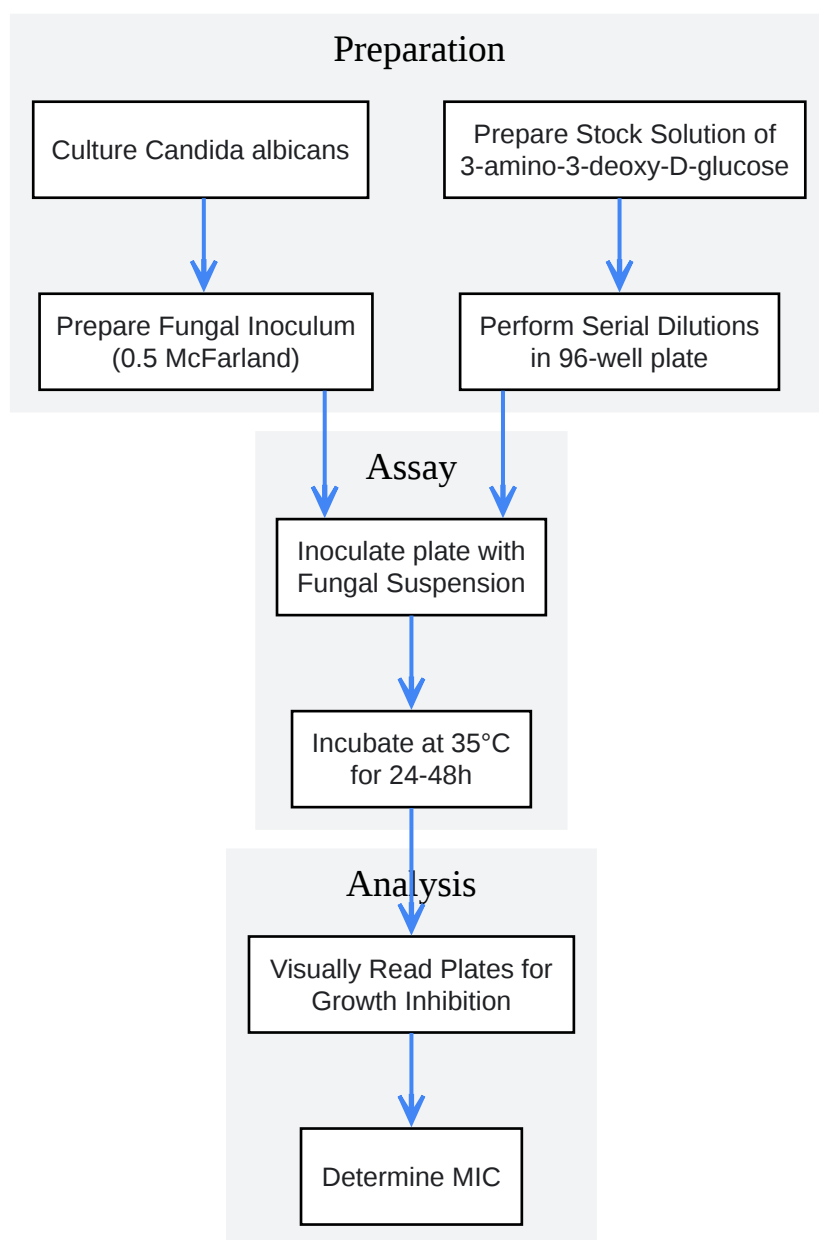 Preparation
Culture Candida albicans
Prepare Stock Solution of
3-amino-3-deoxy-D-glucose
Prepare Fungal Inoculum
(0.5 McFarland)
Perform Serial Dilutions
in 96-well plate
Assay
Inoculate plate with
Fungal Suspension
Incubate at 35°C
for 24-48h
Analysis
Visually Read Plates for
Growth Inhibition
Determine MIC